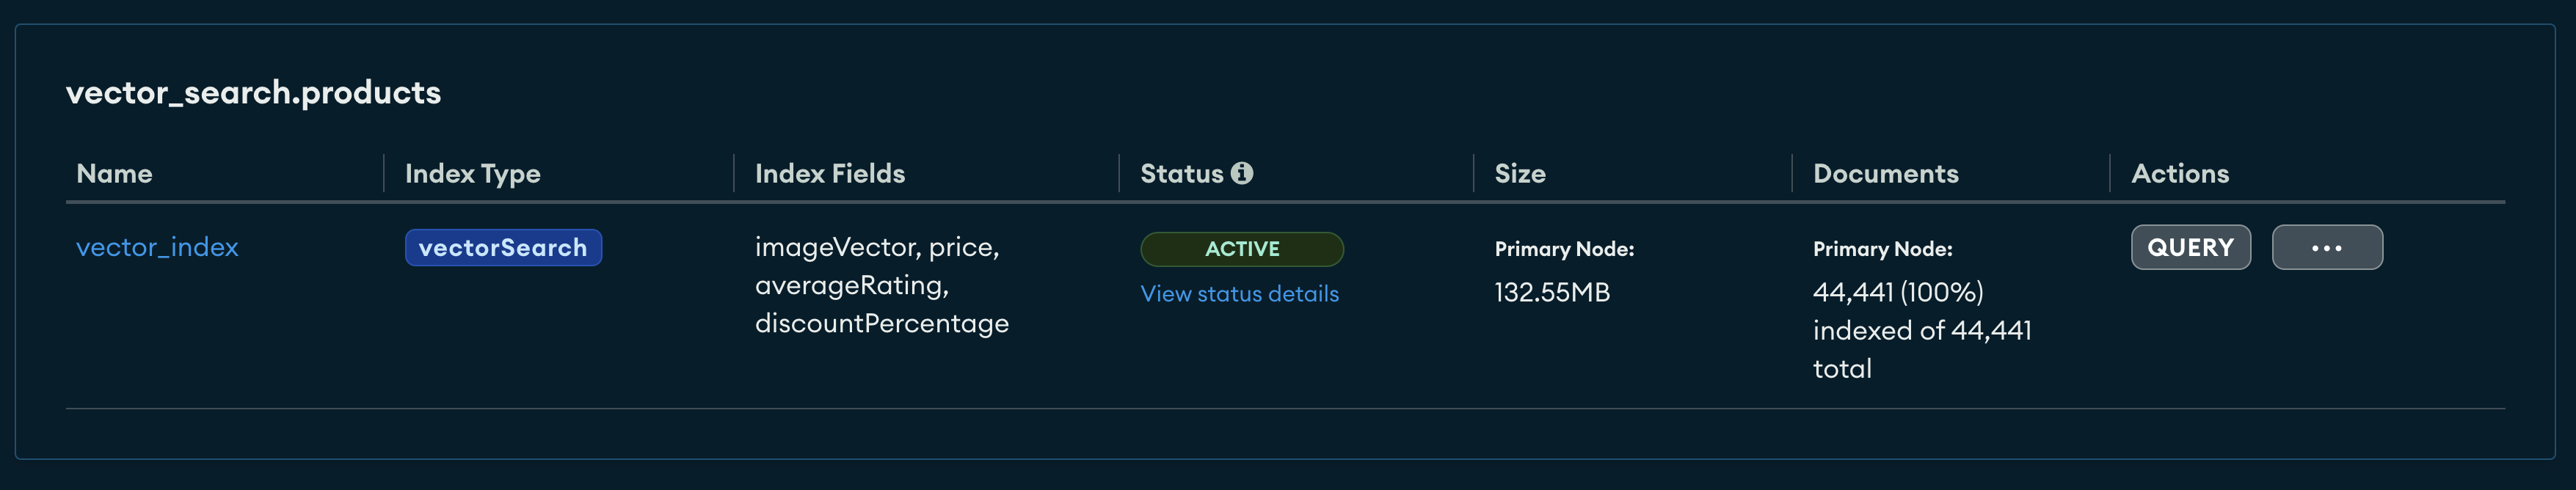 vector_search.products
Name Index Type Index Fields Status Size Documents Actions
vector_index vectorSearch imageVector, price, ACTIVE Primary Node: Primary Node: QUERY ...
averageRating, View status details 132.55MB 44,441 (100%)
discountPercentage indexed of 44,441
total